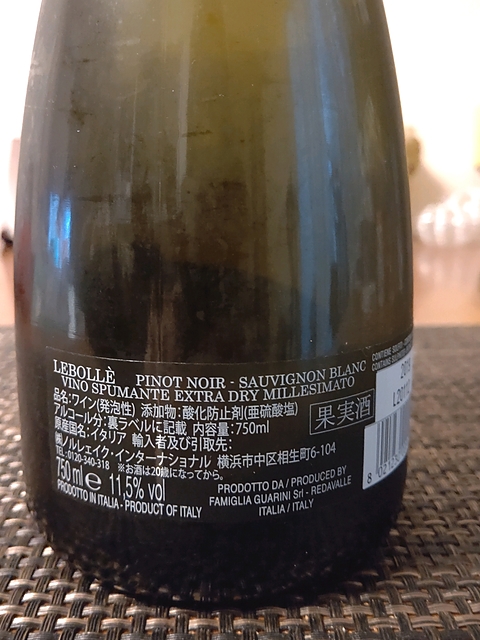 LEBOLLÈ PINOT NOIR - SAUVIGNON BLANC
VINO SPUMANTE EXTRA DRY MILLESIMATO
品名:ワイン(発泡性) 添加物:酸化防止剤(亜硫酸塩)
アルコール分:裏ラベルに記載 内容量:750ml
果実酒
原産国名:イタリア 輸入者及び引取先:
㈱ノルレェイク・インターナショナル 横浜市中区相生町6-104
TEL:0120-340-318 ※お酒は20歳になってから。
750 ml e 11,5% vol
PRODOTTO IN ITALIA - PRODUCT OF ITALY
PRODOTTO DA / PRODUCED BY
FAMIGLIA GUARINI Srl - REDAVALLE
ITALIA / ITALY
CONTIENE
8